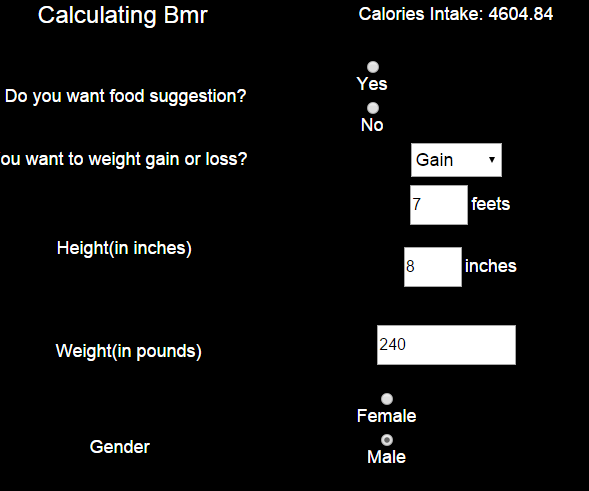 Calculating Bmr
Calories Intake: 4604.84
Do you want food suggestion?
Yes
No
ou want to weight gain or loss?
Gain
7 feets
Height(in inches)
8 inches
Weight(in pounds)
240
Female
Gender
Male